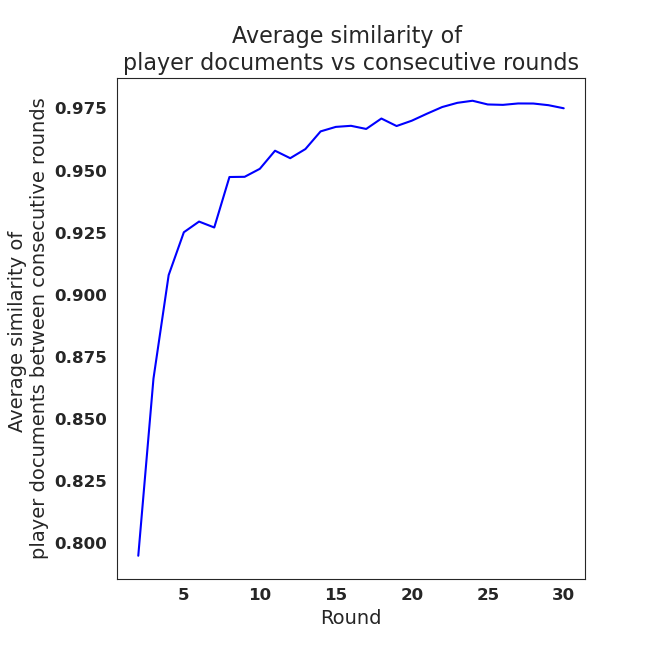 Average similarity of
player documents vs consecutive rounds
Average similarity of
player documents between consecutive rounds
0.975
0.950
0.925
0.900
0.875
0.850
0.825
0.800
5 10 15 20 25 30
Round